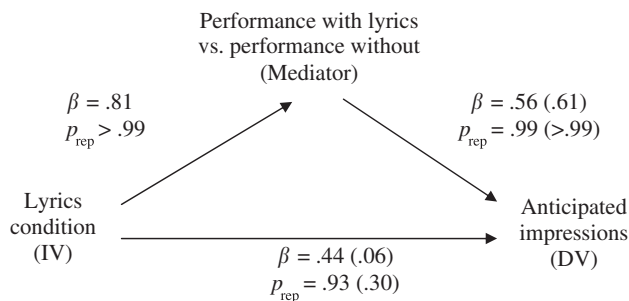 Performance with lyrics
vs. performance without
(Mediator)
β = .81
p_rep > .99
β = .56 (.61)
p_rep = .99 (>.99)
Lyrics
condition
(IV)
Anticipated
impressions
(DV)
β = .44 (.06)
p_rep = .93 (.30)